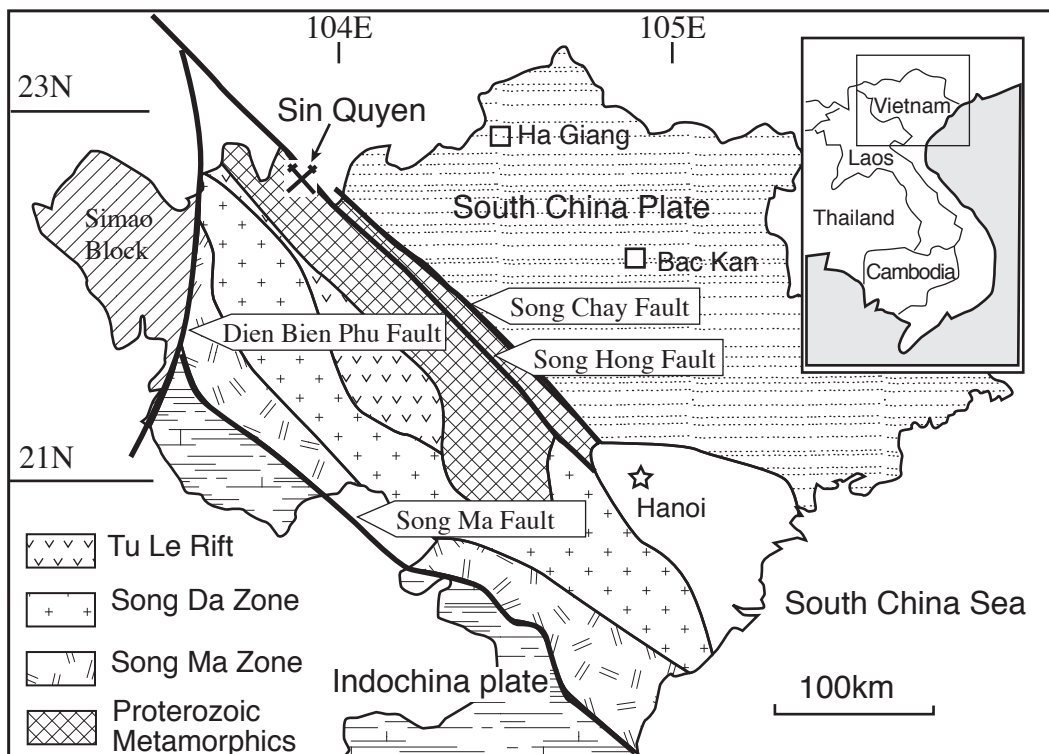 104E
105E
23N
Sin Quyen
Ha Giang
Vietnam
Laos
Simao
Block
South China Plate
Thailand
Bac Kan
Cambodia
Song Chay Fault
Dien Bien Phu Fault
Song Hong Fault
21N
Hanoi
Song Ma Fault
Tu Le Rift
Song Da Zone
South China Sea
Song Ma Zone
Indochina plate
100km
Proterozoic
Metamorphics